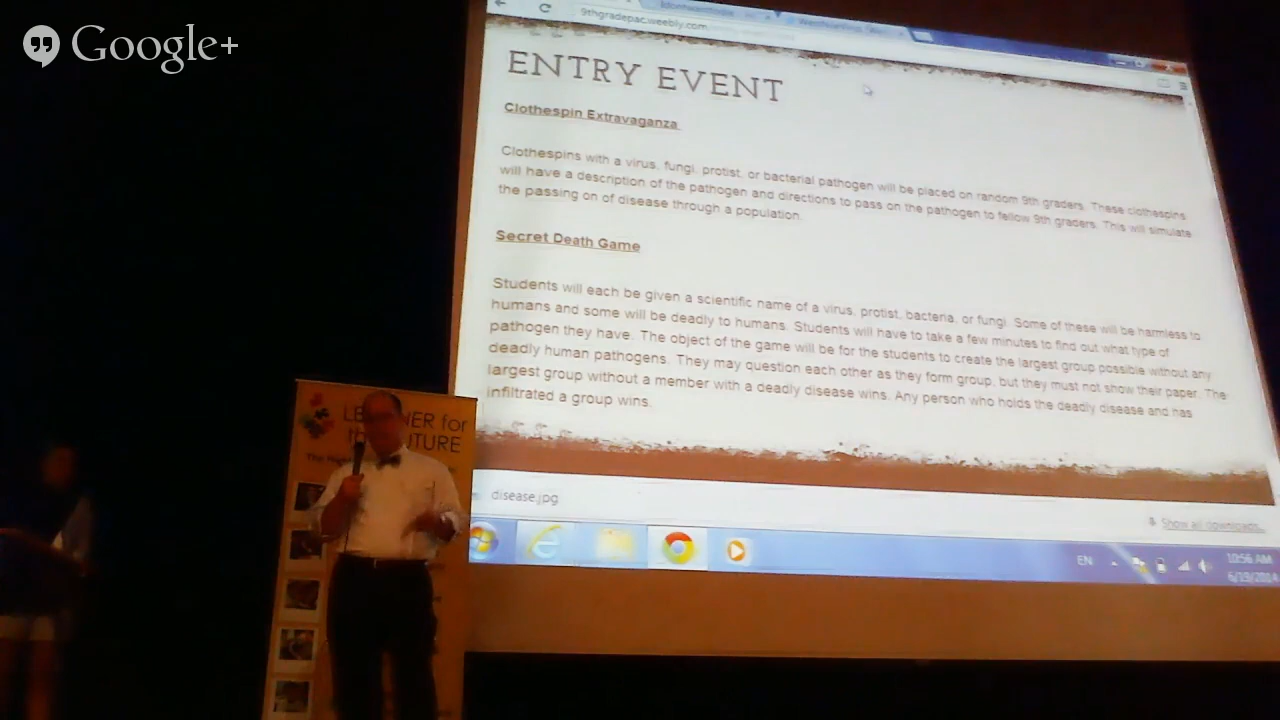 Google+
9thgradepac.weebly.com
ENTRY EVENT
Clothespin Extravaganza
Clothespins with a virus, fungi, protist, or bacterial pathogen will be placed on random 9th graders. These clothespins
will have a description of the pathogen and directions to pass on the pathogen to fellow 9th graders. This will simulate
the passing on of disease through a population.
Secret Death Game
Students will each be given a scientific name of a virus, protist, bacteria, or fungi. Some of these will be harmless to
humans and some will be deadly to humans. Students will have to take a few minutes to find out what type of
pathogen they have. The object of the game will be for the students to create the largest group possible without any
deadly human pathogens. They may question each other as they form group, but they must not show their paper. The
largest group without a member with a deadly disease wins. Any person who holds the deadly disease and has
infiltrated a group wins.
disease.jpg
Show all downloads...
EN
10:56 AM
6/19/2014
for